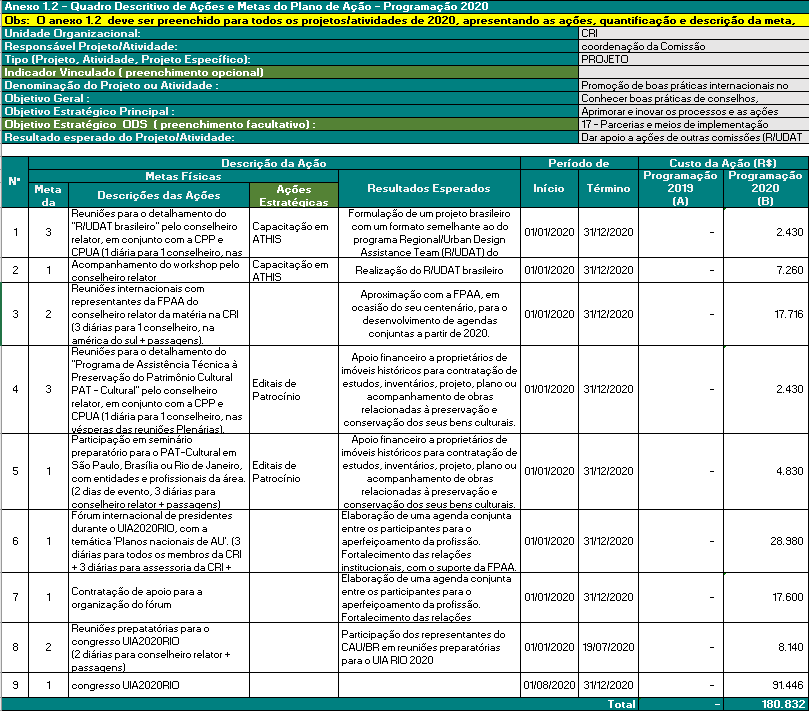 Anexo 1.2 - Quadro Descritivo de Ações e Metas do Plano de Ação - Programação 2020
Obs:  O anexo 1.2  deve ser preenchido para todos os projetos/atividades de 2020, apresentando as ações, quantificação e descrição da meta,
Unidade Organizacional: CRI
Responsável Projeto/Atividade: coordenação da Comissão
Tipo (Projeto, Atividade, Projeto Específico): PROJETO
Indicador Vinculado ( preenchimento opcional)
Denominação do Projeto ou Atividade : Promoção de boas práticas internacionais no
Objetivo Geral : Conhecer boas práticas de conselhos,
Objetivo Estratégico Principal : Aprimorar e inovar os processos e as ações
Objetivo Estratégico  ODS  ( preenchimento facultativo) : 17 - Parcerias e meios de implementação
Resultado esperado do Projeto/Atividade: Dar apoio a ações de outras comissões (R/UDAT
Nº
Descrição da Ação
Período de
Custo da Ação (R$)
Metas Físicas
Resultados Esperados
Início
Término
Programação
2019
(A)
Programação
2020
(B)
Meta
da
Descrições das Ações
Ações
Estratégicas
1
3
Reuniões para o detalhamento do
"R/UDAT brasileiro" pelo conselheiro
relator, em conjunto com a CPP e
CPUA (1 diária para 1 conselheiro, nas
Capacitação em
ATHIS
Formulação de um projeto brasileiro
com um formato semelhante ao do
programa Regional/Urban Design
Assistance Team (R/UDAT) do
01/01/2020
31/12/2020
-
2.430
2
1
Acompanhamento do workshop pelo
conselheiro relator
Capacitação em
ATHIS
Realização do R/UDAT brasileiro
01/01/2020
31/12/2020
-
7.260
3
2
Reuniões internacionais com
representantes da FPAA do
conselheiro relator da matéria na CRI
(3 diárias para 1 conselheiro, na
américa do sul + passagens).
Aproximação com a FPAA, em
ocasião do seu centenário, para o
desenvolvimento de agendas
conjuntas a partir de 2020.
01/01/2020
31/12/2020
-
17.716
4
3
Reuniões para o detalhamento do
"Programa de Assistência Técnica à
Preservação do Patrimônio Cultural
PAT - Cultural" pelo conselheiro
relator, em conjunto com a CPP e
CPUA (1 diária para 1 conselheiro, nas
vésperas das reuniões Plenárias).
Editais de
Patrocínio
Apoio financeiro a proprietários de
imóveis históricos para contratação de
estudos, inventários, projeto, plano ou
acompanhamento de obras
relacionadas à preservação e
conservação dos seus bens culturais.
01/01/2020
31/12/2020
-
2.430
5
1
Participação em seminário
preparatório para o PAT-Cultural em
São Paulo, Brasília ou Rio de Janeiro,
com entidades e profissionais da área.
(2 dias de evento, 3 diárias para
conselheiro relator + passagens)
Editais de
Patrocínio
Apoio financeiro a proprietários de
imóveis históricos para contratação de
estudos, inventários, projeto, plano ou
acompanhamento de obras
relacionadas à preservação e
conservação dos seus bens culturais.
01/01/2020
31/12/2020
-
4.830
6
1
Fórum internacional de presidentes
durante o UIA2020RIO, com a
temática 'Planos nacionais de AU'. (3
diárias para todos os membros da CRI
+ 3 diárias para assessoria da CRI +
Elaboração de uma agenda conjunta
entre os participantes para o
aperfeiçoamento da profissão.
Fortalecimento das relações
institucionais, com o suporte da FPAA.
01/01/2020
31/12/2020
-
28.980
7
1
Contratação de apoio para a
organização do fórum
Elaboração de uma agenda conjunta
entre os participantes para o
aperfeiçoamento da profissão.
Fortalecimento das relações
01/01/2020
31/12/2020
-
17.600
8
2
Reuniões prepatatórias para o
congresso UIA2020RIO
(2 diárias para conselheiro relator +
passagens)
Participação dos representantes do
CAU/BR em reuniões preparatórias
para o UIA RIO 2020
01/01/2020
19/07/2020
-
8.140
9
1
congresso UIA2020RIO
01/08/2020
31/12/2020
-
91.446
Total
-
180.832